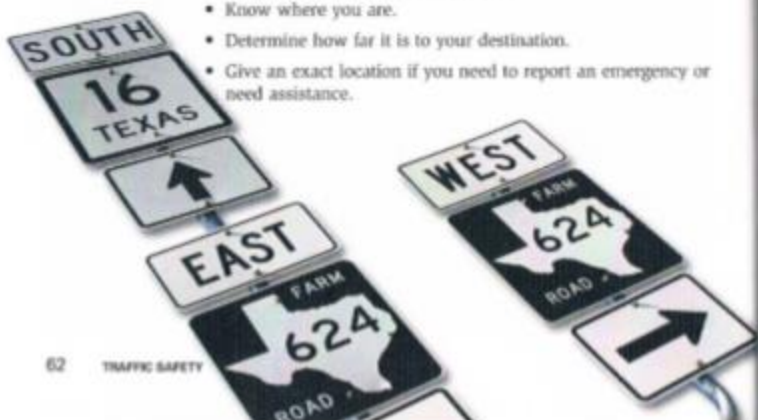 • Know where you are.
• Determine how far it is to your destination.
• Give an exact location if you need to report an emergency or
need assistance.
SOUTH
16
TEXAS
WEST
FARM
624
ROAD
EAST
FARM
624
ROAD
62 TRAFFIC SAFETY